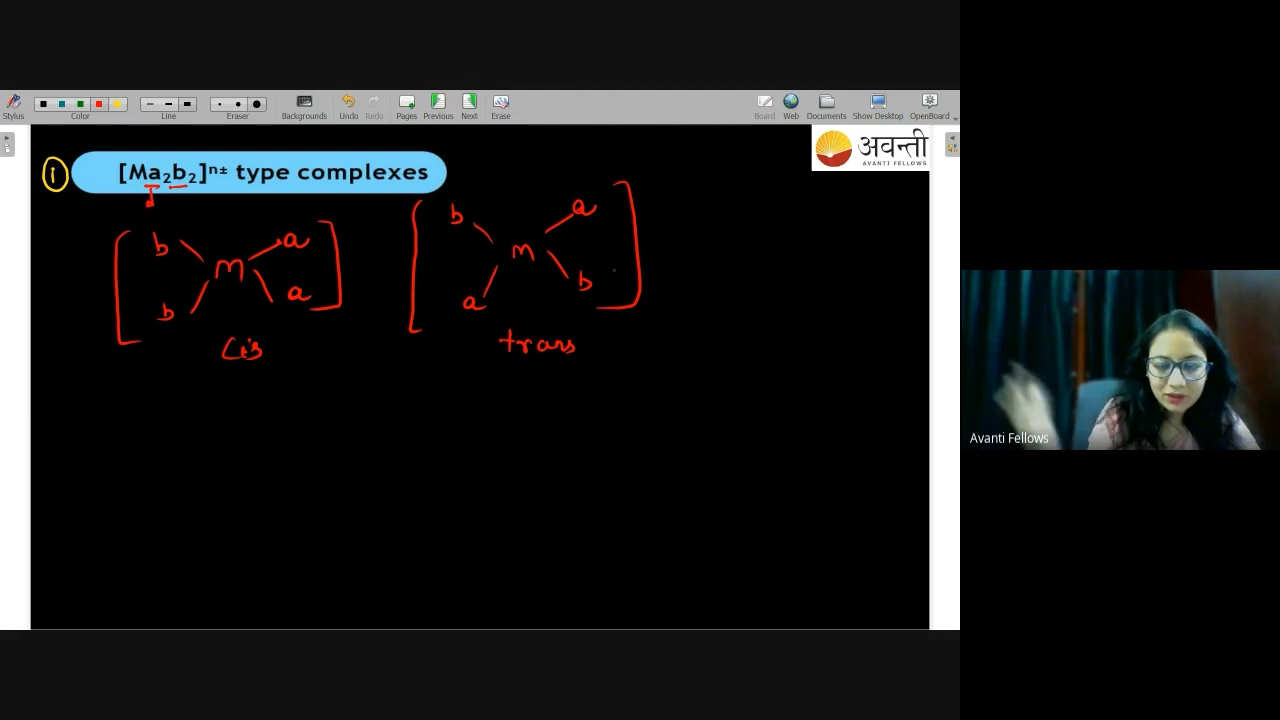 Stylus Color Line Eraser Backgrounds Undo Redo Pages Previous Next Erase Board Web Documents Show Desktop OpenBoard
अवन्ती
AVANTI FELLOWS
i [Ma₂b₂]ⁿ± type complexes
b a
M
b a
Cis
b a
M
a b
trans
Avanti Fellows